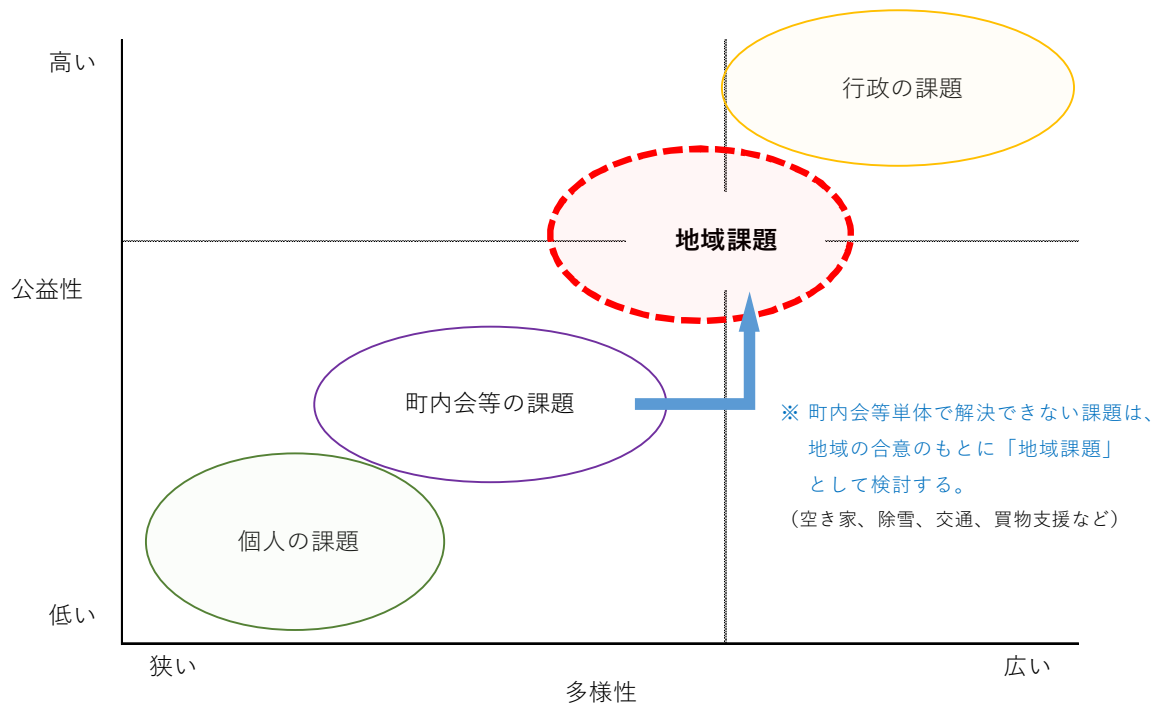 高い
行政の課題
地域課題
公益性
町内会等の課題
※ 町内会等単体で解決できない課題は、
地域の合意のもとに「地域課題」
として検討する。
（空き家、除雪、交通、買物支援など）
個人の課題
低い
狭い
広い
多様性